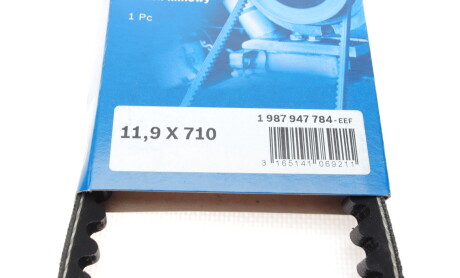 1 Pc
1 987 947 784-EEF
11,9 X 710
3 165141 069211